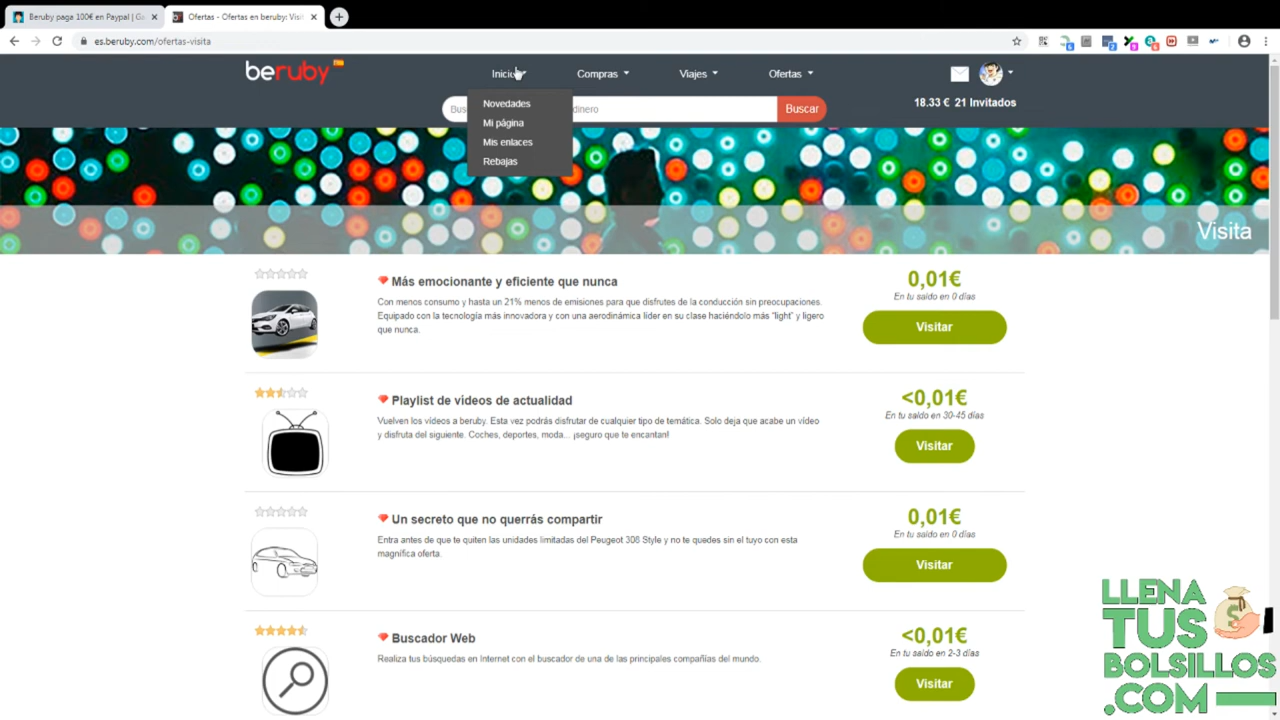 Beruby paga 100€ en Paypal | Ga
Ofertas - Ofertas en beruby: Visit
es.beruby.com/ofertas-visita
beruby
Compras
Viajes
Ofertas
18.33 € 21 Invitados
dinero
Buscar
Novedades
Mi página
Mis enlaces
Rebajas
Visita
Más emocionante y eficiente que nunca
Con menos consumo y hasta un 21% menos de emisiones para que disfrutes de la conducción sin preocupaciones.
Equipado con la tecnología más innovadora y con una aerodinámica líder en su clase haciéndolo más "light" y ligero
que nunca.
0,01€
En tu saldo en 0 días
Visitar
Playlist de vídeos de actualidad
Vuelven los vídeos a beruby. Esta vez podrás disfrutar de cualquier tipo de temática. Solo deja que acabe un vídeo
y disfruta del siguiente. Coches, deportes, moda... ¡seguro que te encantan!
<0,01€
En tu saldo en 30-45 días
Visitar
Un secreto que no querrás compartir
Entra antes de que te quiten las unidades limitadas del Peugeot 308 Style y no te quedes sin el tuyo con esta
magnífica oferta.
0,01€
En tu saldo en 0 días
Visitar
Buscador Web
Realiza tus búsquedas en Internet con el buscador de una de las principales compañías del mundo.
<0,01€
En tu saldo en 2-3 días
Visitar
LLENA
TUS
BOLSILLOS
.COM